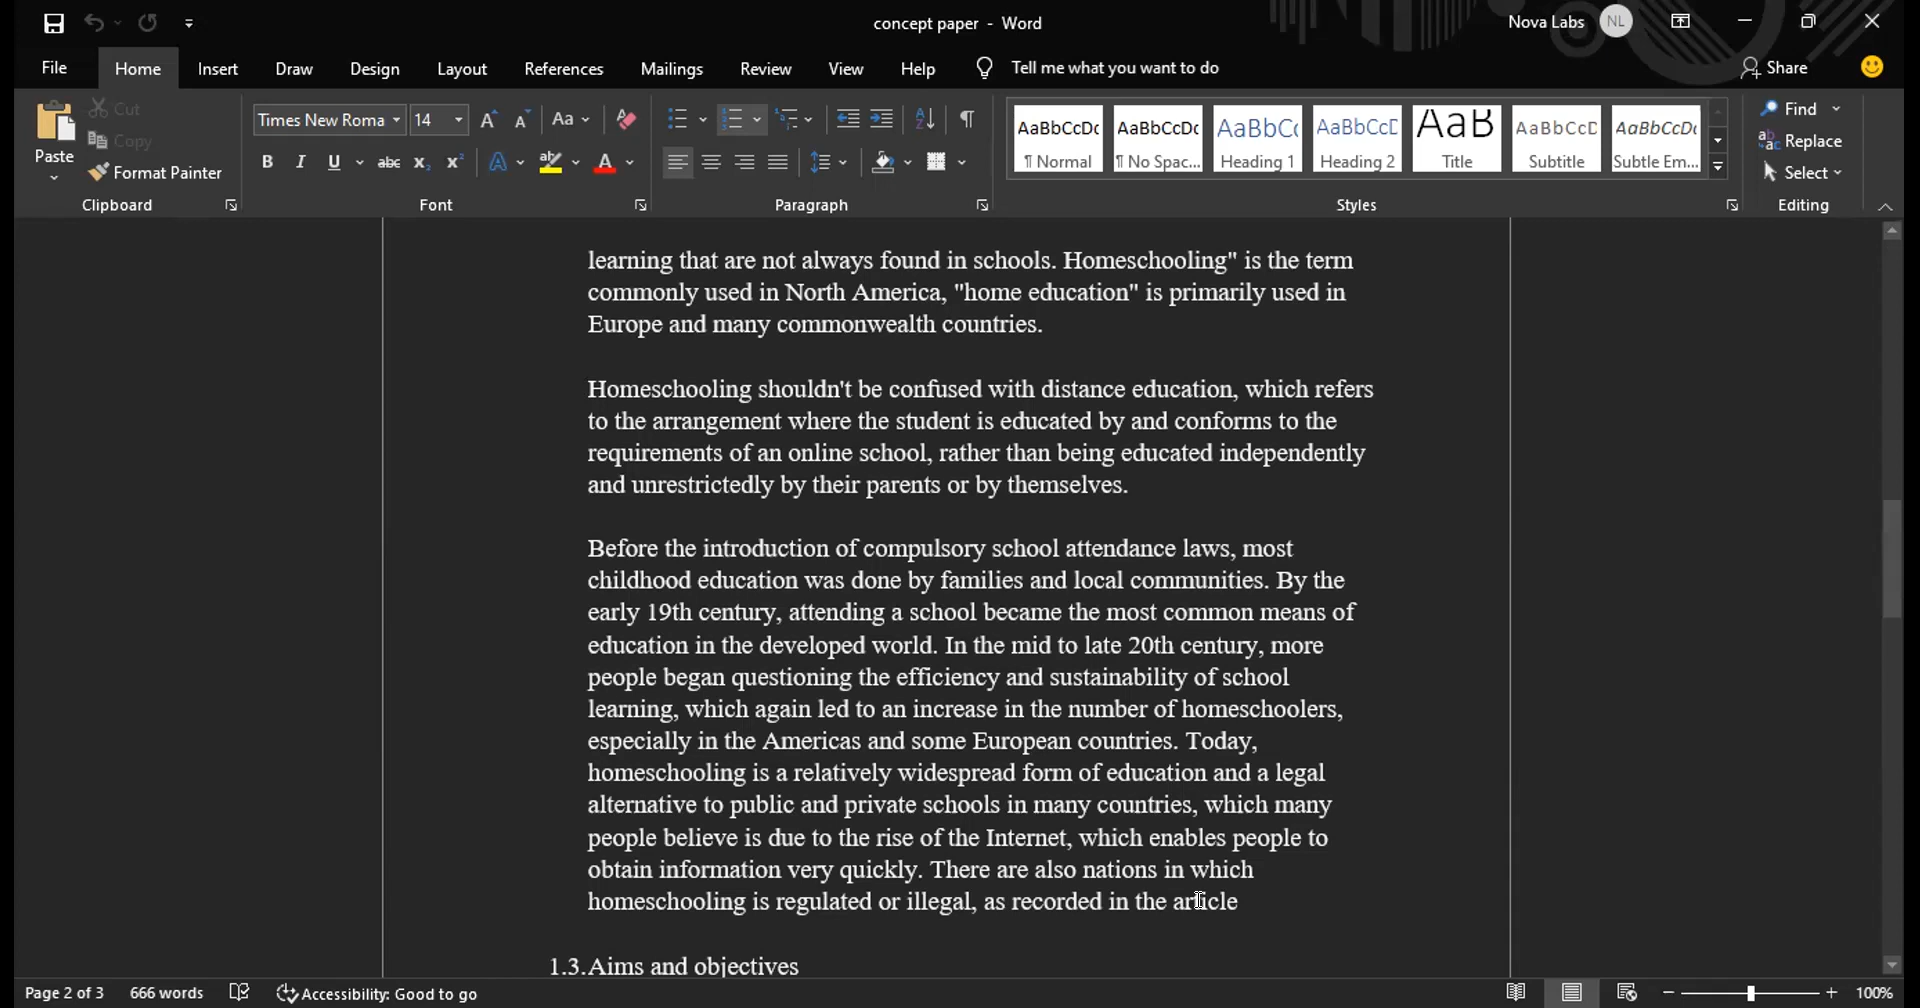 concept paper - Word
Nova Labs NL
File Home Insert Draw Design Layout References Mailings Review View Help Tell me what you want to do Share
Paste
Cut
Copy
Format Painter
Clipboard
Times New Roma 14
Aa
B I U abc x₂ x² A A
Font
Paragraph
AaBbCcDc AaBbCcDc AaBbCc AaBbCcE AaB AaBbCcD AaBbCcDc
¶ Normal ¶ No Spac... Heading 1 Heading 2 Title Subtitle Subtle Em...
Styles
Find
Replace
Select
Editing
learning that are not always found in schools. Homeschooling" is the term
commonly used in North America, "home education" is primarily used in
Europe and many commonwealth countries.
Homeschooling shouldn't be confused with distance education, which refers
to the arrangement where the student is educated by and conforms to the
requirements of an online school, rather than being educated independently
and unrestrictedly by their parents or by themselves.
Before the introduction of compulsory school attendance laws, most
childhood education was done by families and local communities. By the
early 19th century, attending a school became the most common means of
education in the developed world. In the mid to late 20th century, more
people began questioning the efficiency and sustainability of school
learning, which again led to an increase in the number of homeschoolers,
especially in the Americas and some European countries. Today,
homeschooling is a relatively widespread form of education and a legal
alternative to public and private schools in many countries, which many
people believe is due to the rise of the Internet, which enables people to
obtain information very quickly. There are also nations in which
homeschooling is regulated or illegal, as recorded in the article
1.3.Aims and objectives
Page 2 of 3 666 words Accessibility: Good to go 100%